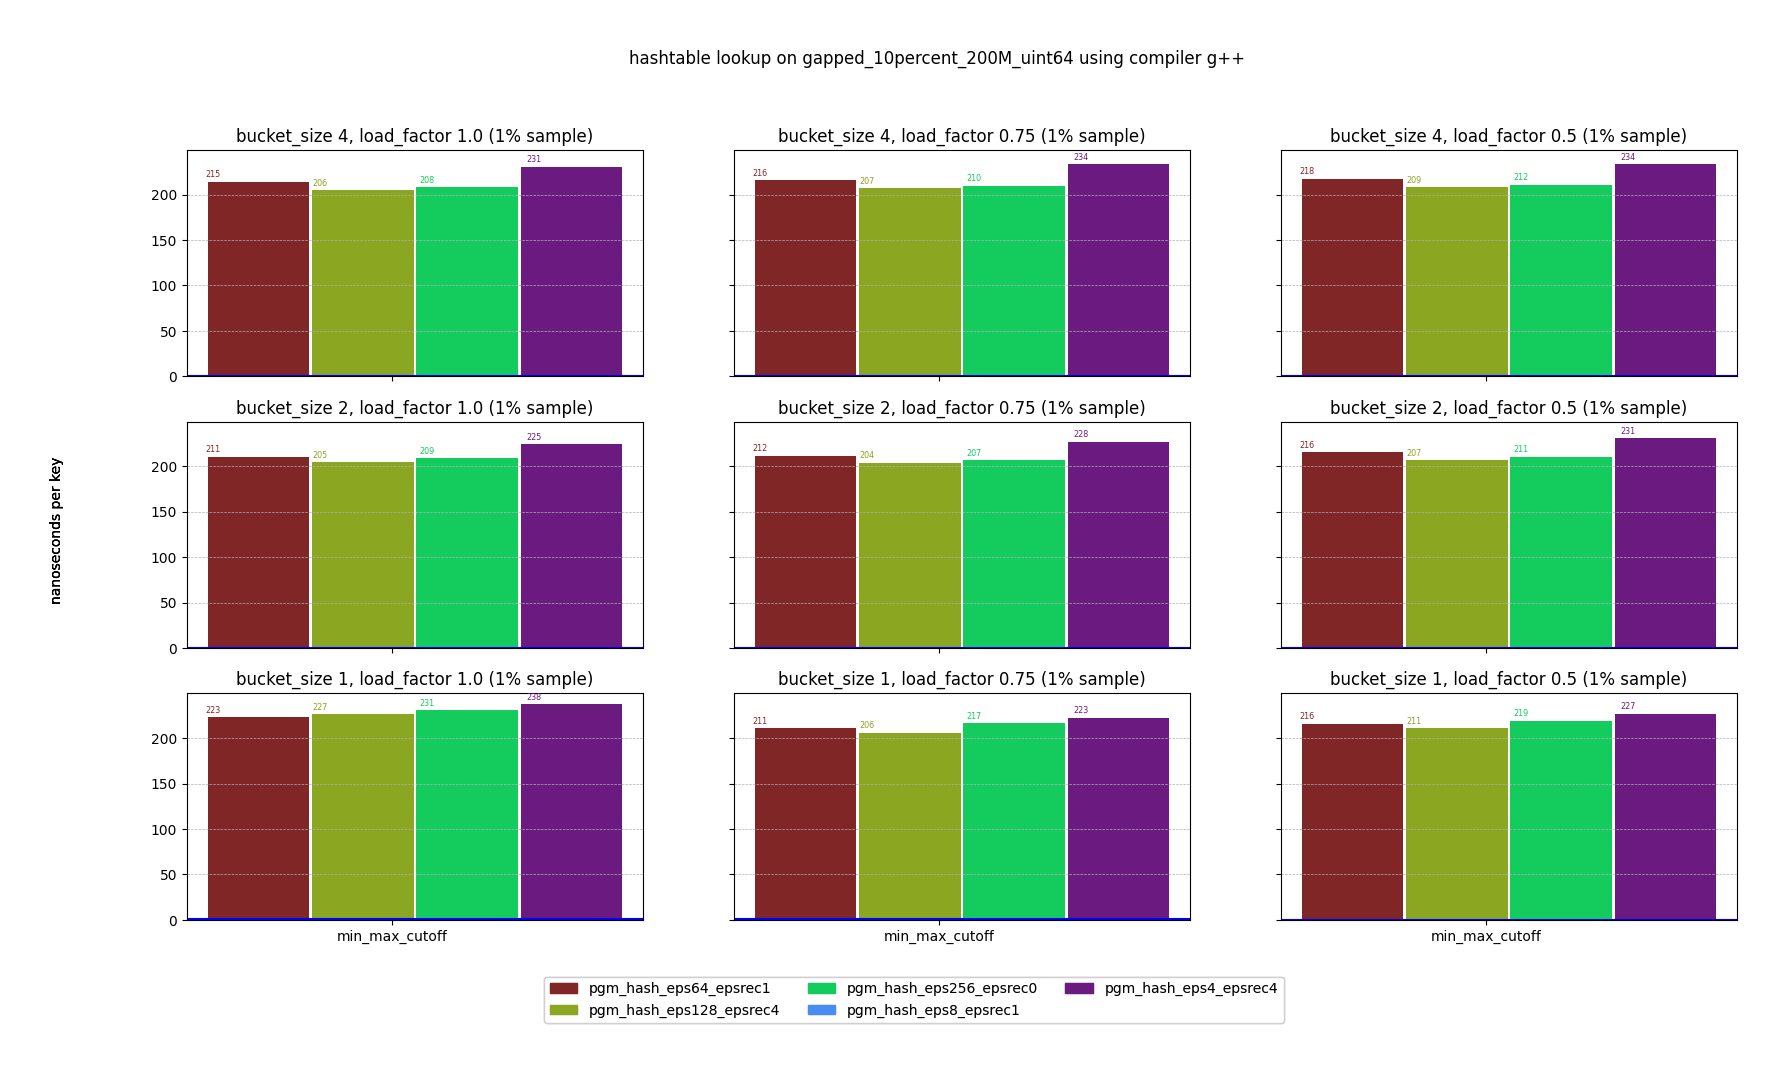 hashtable lookup on gapped_10percent_200M_uint64 using compiler g++
bucket_size 4, load_factor 1.0 (1% sample)
215
206
208
231
200
150
100
50
0
bucket_size 4, load_factor 0.75 (1% sample)
216
207
210
234
bucket_size 4, load_factor 0.5 (1% sample)
218
209
212
234
bucket_size 2, load_factor 1.0 (1% sample)
211
205
209
225
200
150
100
50
0
bucket_size 2, load_factor 0.75 (1% sample)
212
204
207
228
bucket_size 2, load_factor 0.5 (1% sample)
216
207
211
231
nanoseconds per key
bucket_size 1, load_factor 1.0 (1% sample)
223
227
231
238
200
150
100
50
0
min_max_cutoff
bucket_size 1, load_factor 0.75 (1% sample)
211
206
217
223
min_max_cutoff
bucket_size 1, load_factor 0.5 (1% sample)
216
211
219
227
min_max_cutoff
pgm_hash_eps64_epsrec1
pgm_hash_eps128_epsrec4
pgm_hash_eps256_epsrec0
pgm_hash_eps8_epsrec1
pgm_hash_eps4_epsrec4